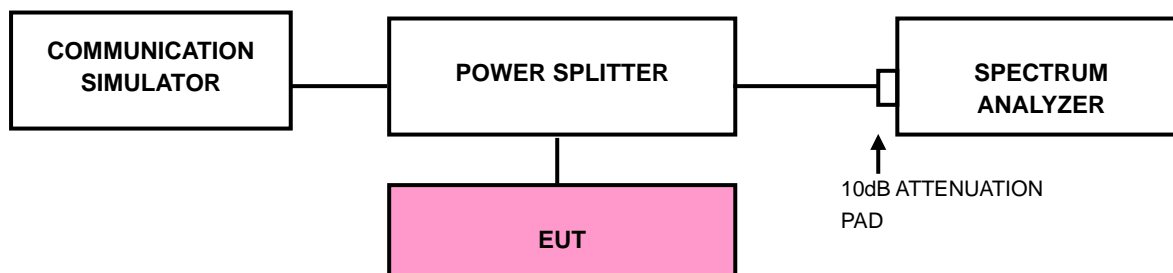 COMMUNICATION
SIMULATOR
POWER SPLITTER
SPECTRUM
ANALYZER
10dB ATTENUATION
PAD
EUT